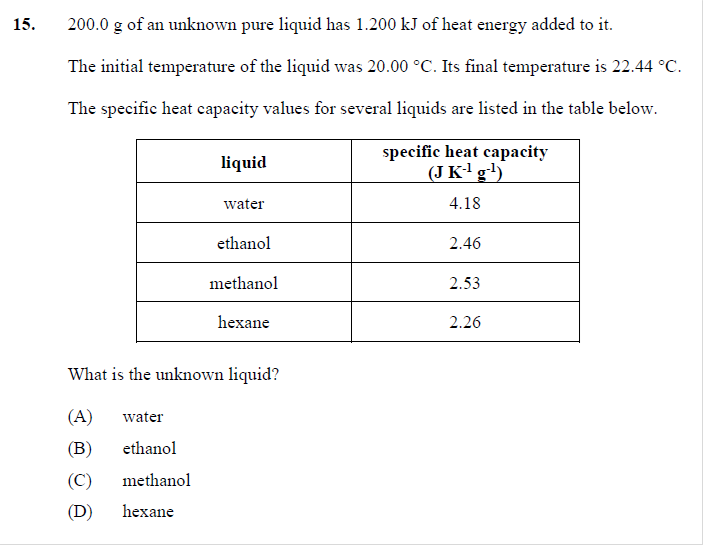 15. 200.0 g of an unknown pure liquid has 1.200 kJ of heat energy added to it.
The initial temperature of the liquid was 20.00 °C. Its final temperature is 22.44 °C.
The specific heat capacity values for several liquids are listed in the table below.
liquid specific heat capacity
(J K⁻¹ g⁻¹)
water 4.18
ethanol 2.46
methanol 2.53
hexane 2.26
What is the unknown liquid?
(A) water
(B) ethanol
(C) methanol
(D) hexane